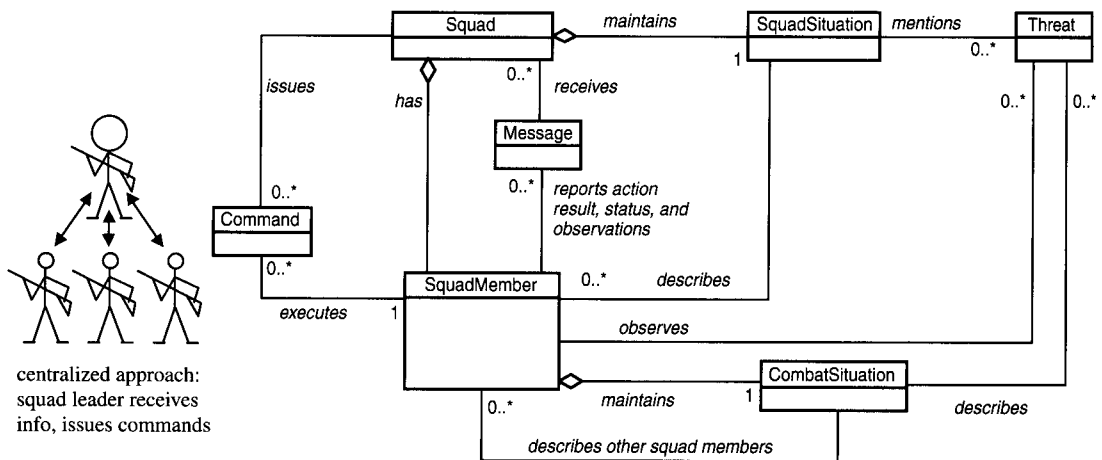 Squad
maintains
SquadSituation
mentions
Threat
1
0..*
issues
has
0..*
receives
0..*
0..*
Message
0..*
reports action
result, status, and
observations
0..*
Command
0..*
SquadMember
0..*
describes
executes
1
observes
CombatSituation
maintains
1
describes
0..*
describes other squad members
centralized approach:
squad leader receives
info, issues commands